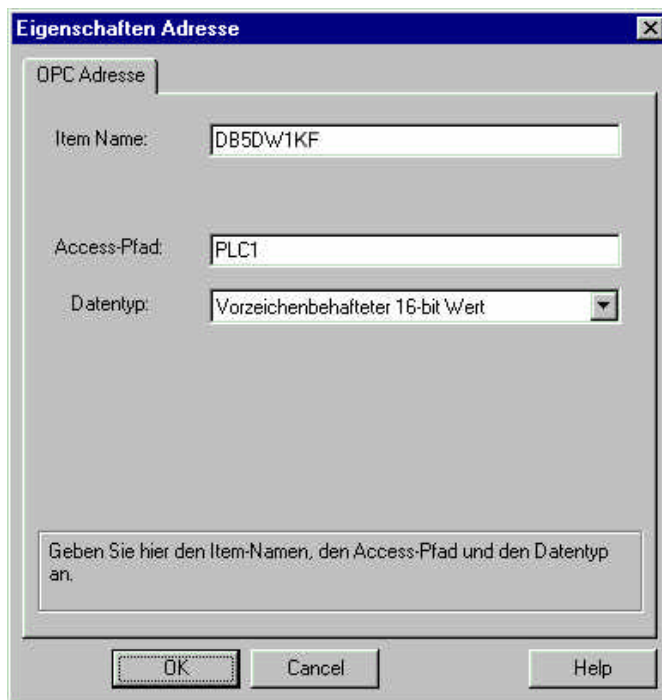 Eigenschaften Adresse
OPC Adresse
Item Name: DB5DW1KF
Access-Pfad: PLC1
Datentyp: Vorzeichenbehafteter 16-bit Wert
Geben Sie hier den Item-Namen, den Access-Pfad und den Datentyp
an.
OK Cancel Help